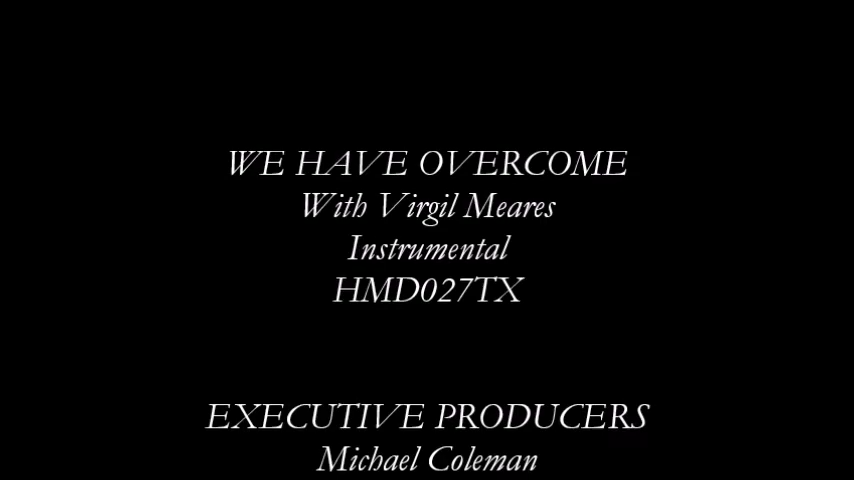 WE HAVE OVERCOME
With Virgil Meares
Instrumental
HMD027TX
EXECUTIVE PRODUCERS
Michael Coleman